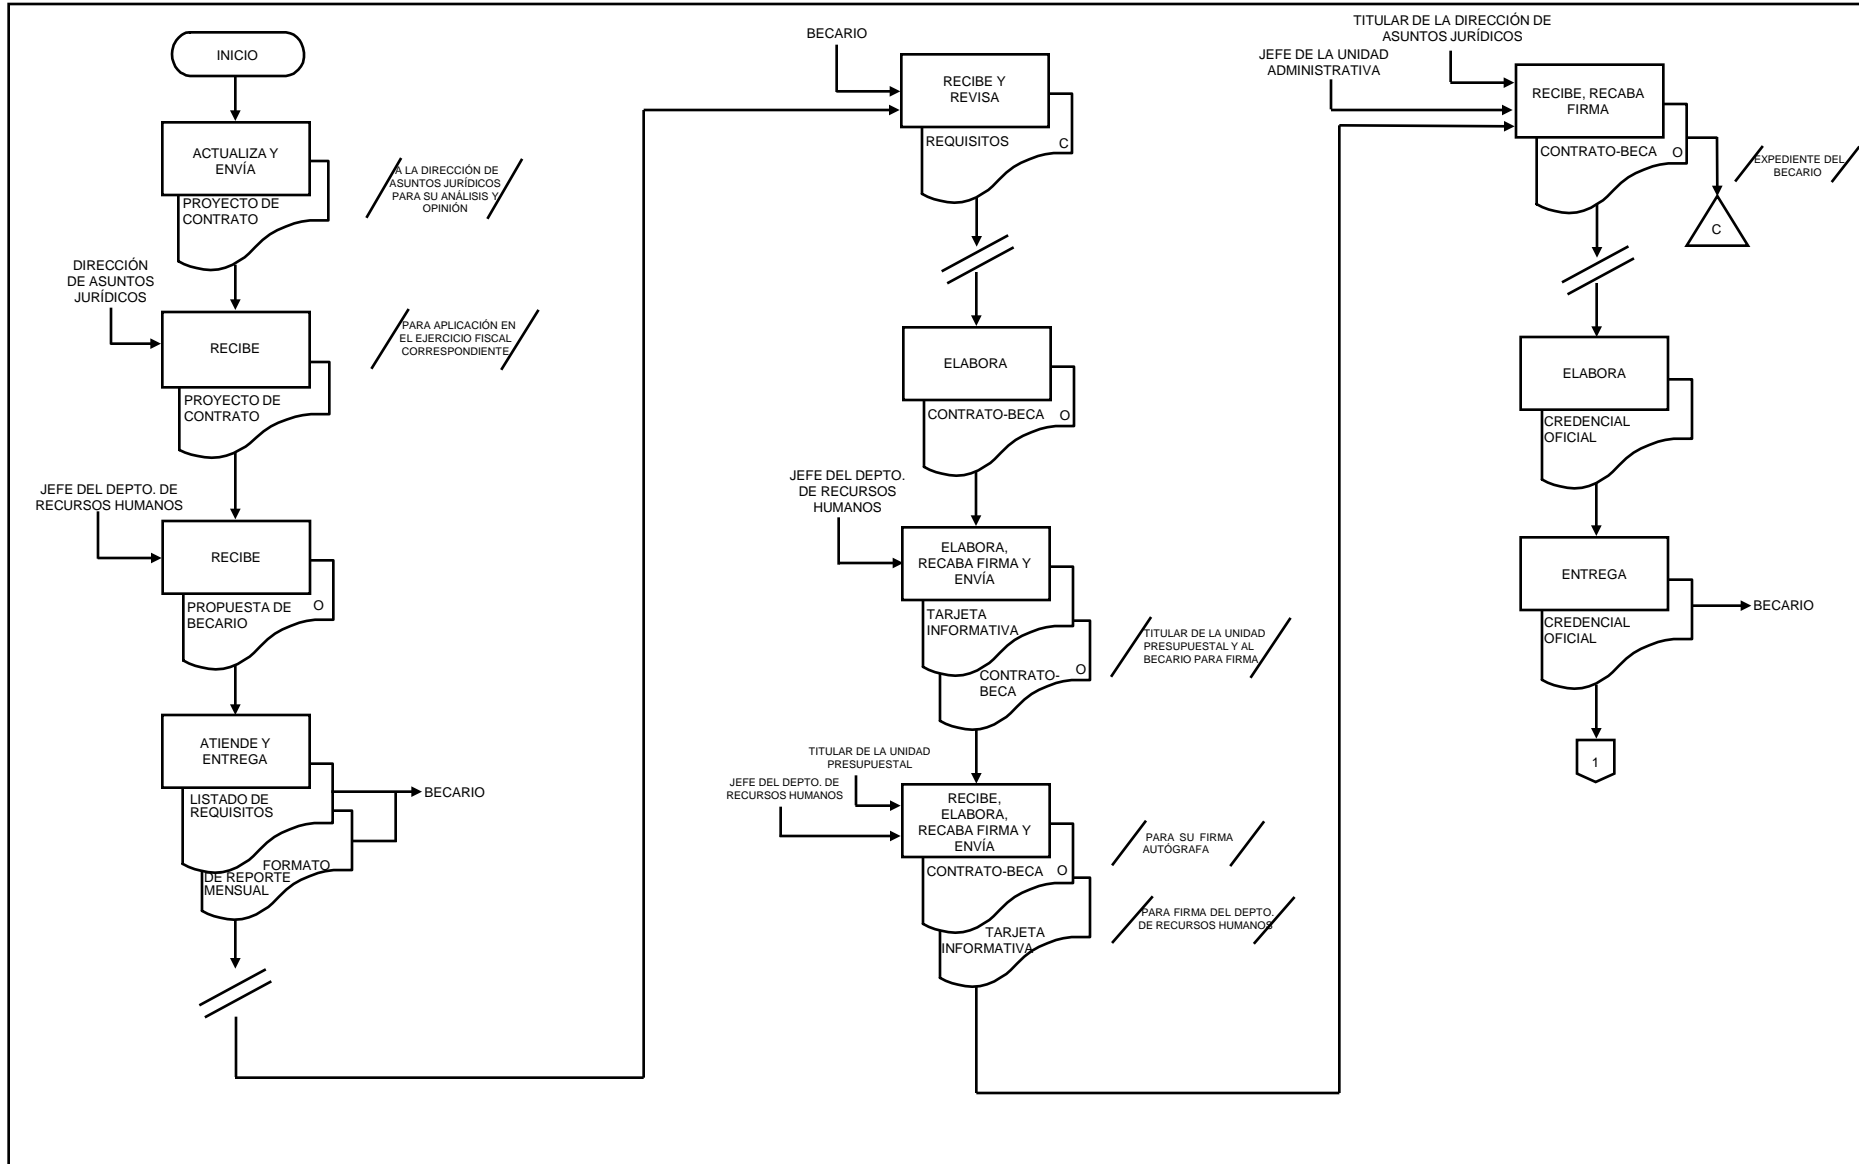 INICIO
ACTUALIZA Y
ENVÍA
PROYECTO DE
CONTRATO
A LA DIRECCIÓN DE
ASUNTOS JURÍDICOS
PARA SU ANÁLISIS Y
OPINIÓN
DIRECCIÓN
DE ASUNTOS
JURÍDICOS
RECIBE
PROYECTO DE
CONTRATO
PARA APLICACIÓN EN
EL EJERCICIO FISCAL
CORRESPONDIENTE
JEFE DEL DEPTO. DE
RECURSOS HUMANOS
RECIBE
PROPUESTA DE
BECARIO
O
ATIENDE Y
ENTREGA
LISTADO DE
REQUISITOS
BECARIO
FORMATO
DE REPORTE
MENSUAL
BECARIO
RECIBE Y
REVISA
REQUISITOS
C
ELABORA
CONTRATO-BECA
O
JEFE DEL DEPTO.
DE RECURSOS
HUMANOS
ELABORA,
RECABA FIRMA Y
ENVÍA
TARJETA
INFORMATIVA
CONTRATO-
BECA
O
TITULAR DE LA UNIDAD
PRESUPUESTAL Y AL
BECARIO PARA FIRMA
TITULAR DE LA UNIDAD
PRESUPUESTAL
JEFE DEL DEPTO. DE
RECURSOS HUMANOS
RECIBE,
ELABORA,
RECABA FIRMA Y
ENVÍA
CONTRATO-BECA
O
TARJETA
INFORMATIVA
PARA SU FIRMA
AUTÓGRAFA
PARA FIRMA DEL DEPTO.
DE RECURSOS HUMANOS
TITULAR DE LA DIRECCIÓN DE
ASUNTOS JURÍDICOS
JEFE DE LA UNIDAD
ADMINISTRATIVA
RECIBE, RECABA
FIRMA
CONTRATO-BECA
O
EXPEDIENTE DEL
BECARIO
C
ELABORA
CREDENCIAL
OFICIAL
ENTREGA
CREDENCIAL
OFICIAL
BECARIO
1